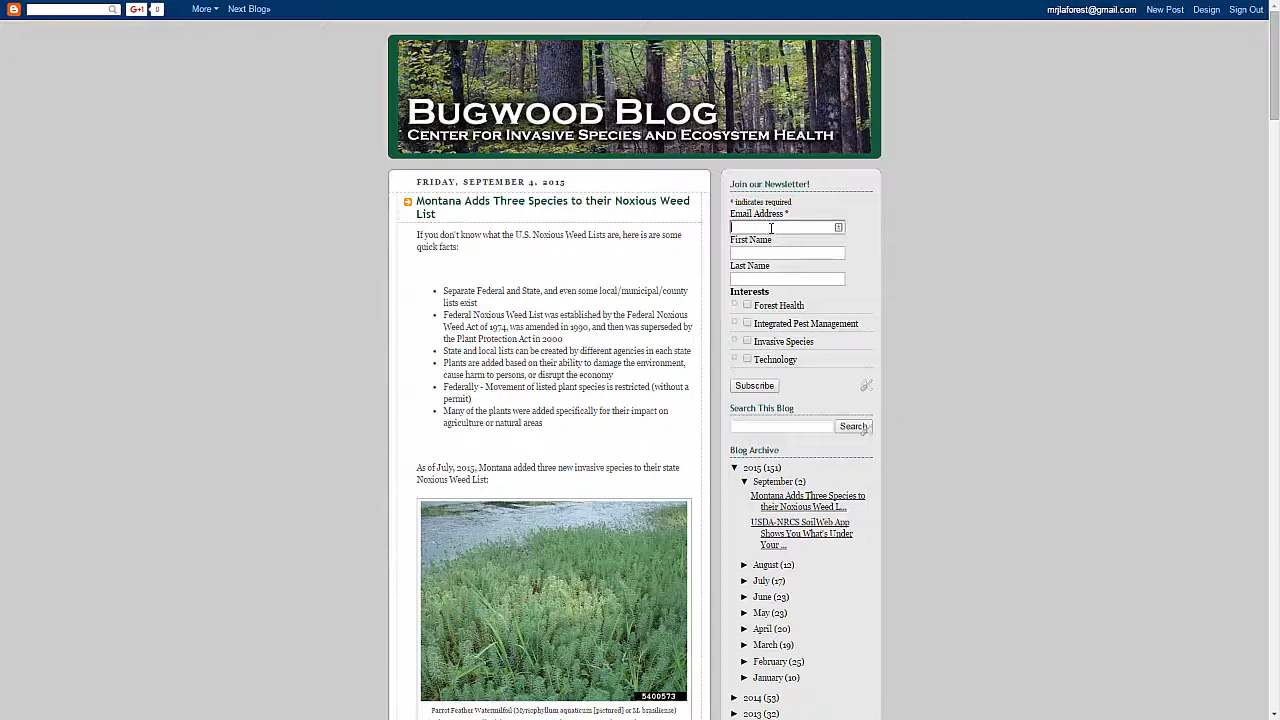 G+1 0 More Next Blog» mrjlaforest@gmail.com New Post Design Sign Out
BUGWOOD BLOG
CENTER FOR INVASIVE SPECIES AND ECOSYSTEM HEALTH
FRIDAY, SEPTEMBER 4, 2015
Montana Adds Three Species to their Noxious Weed
List
If you don't know what the U.S. Noxious Weed Lists are, here is are some
quick facts:
• Separate Federal and State, and even some local/municipal/county
lists exist
• Federal Noxious Weed List was established by the Federal Noxious
Weed Act of 1974, was amended in 1990, and then was superseded by
the Plant Protection Act in 2000
• State and local lists can be created by different agencies in each state
• Plants are added based on their ability to damage the environment,
cause harm to persons, or disrupt the economy
• Federally - Movement of listed plant species is restricted (without a
permit)
• Many of the plants were added specifically for their impact on
agriculture or natural areas
As of July, 2015, Montana added three new invasive species to their state
Noxious Weed List:
5400573
Parrot Feather Watermilfoil (Myriophyllum aquaticum [pictured] or M. brasiliense)
Join our Newsletter!
* indicates required
Email Address *
First Name
Last Name
Interests
Forest Health
Integrated Pest Management
Invasive Species
Technology
Subscribe
Search This Blog
Search
Blog Archive
▼ 2015 (151)
▼ September (2)
Montana Adds Three Species to
their Noxious Weed L...
USDA-NRCS SoilWeb App
Shows You What's Under
Your ...
► August (12)
► July (17)
► June (23)
► May (23)
► April (20)
► March (19)
► February (25)
► January (10)
► 2014 (53)
► 2013 (32)